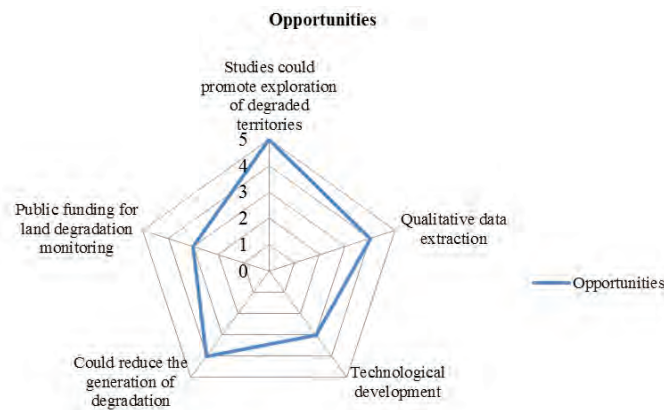 Opportunities
Studies could
promote exploration
of degraded
territories
5
4
3
2
1
0
Public funding for
land degradation
monitoring
Qualitative data
extraction
Opportunities
Could reduce the
generation of
degradation
Technological
development